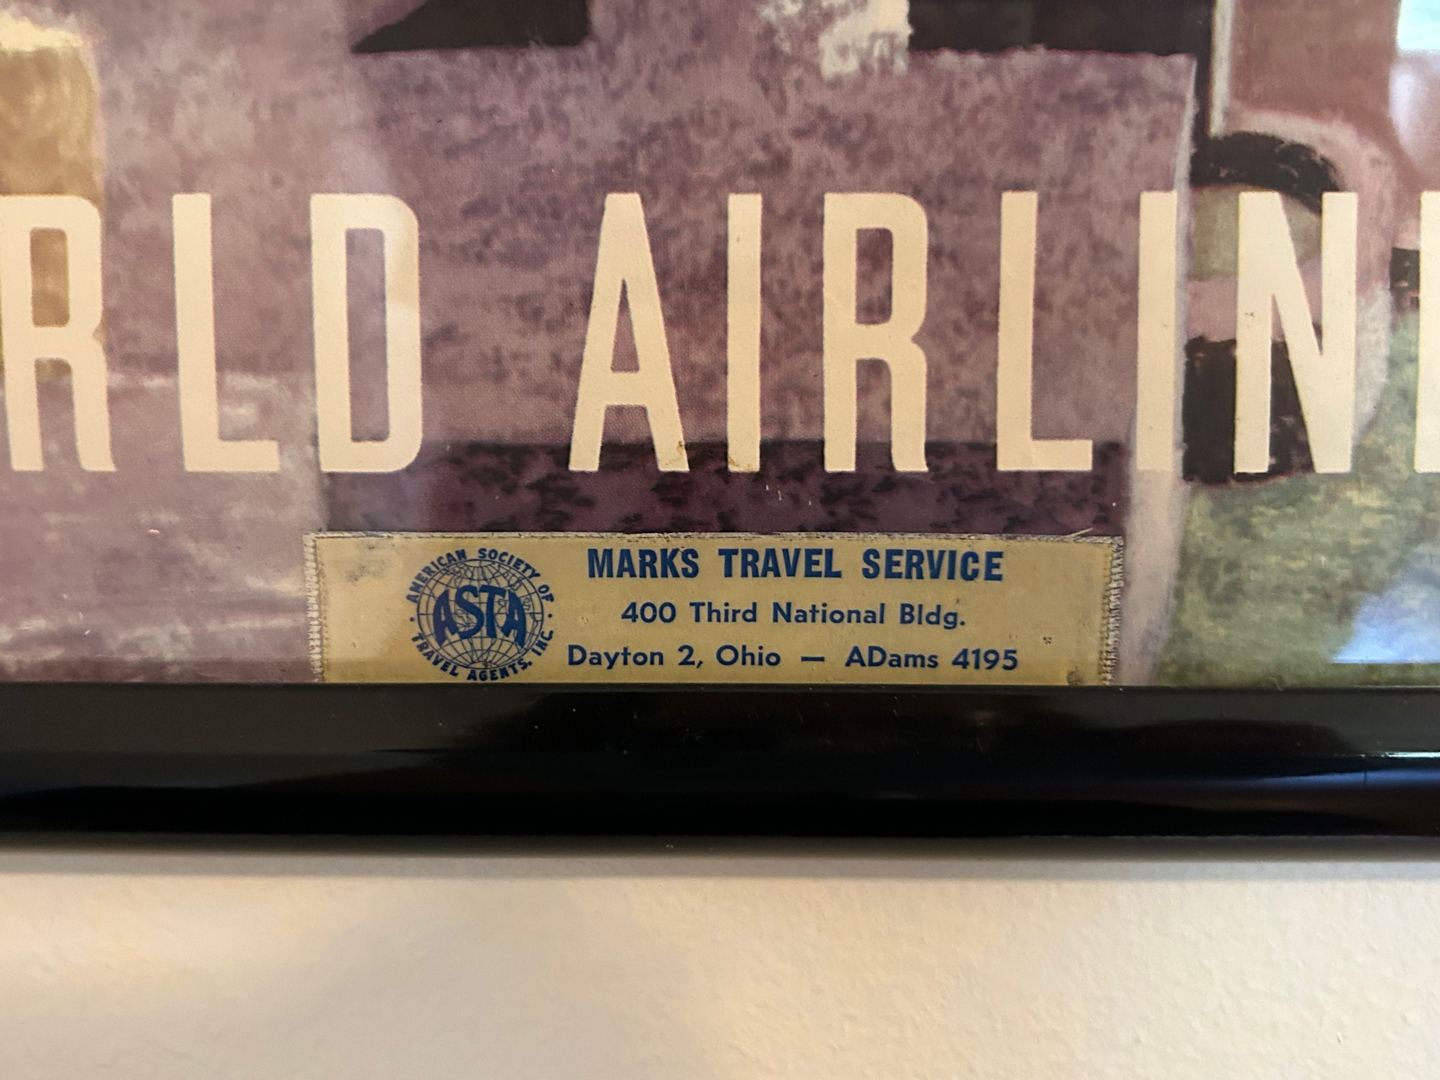 RLD AIRLIN
AMERICAN SOCIETY OF
ASTA
TRAVEL AGENTS, INC.
MARKS TRAVEL SERVICE
400 Third National Bldg.
Dayton 2, Ohio — ADams 4195